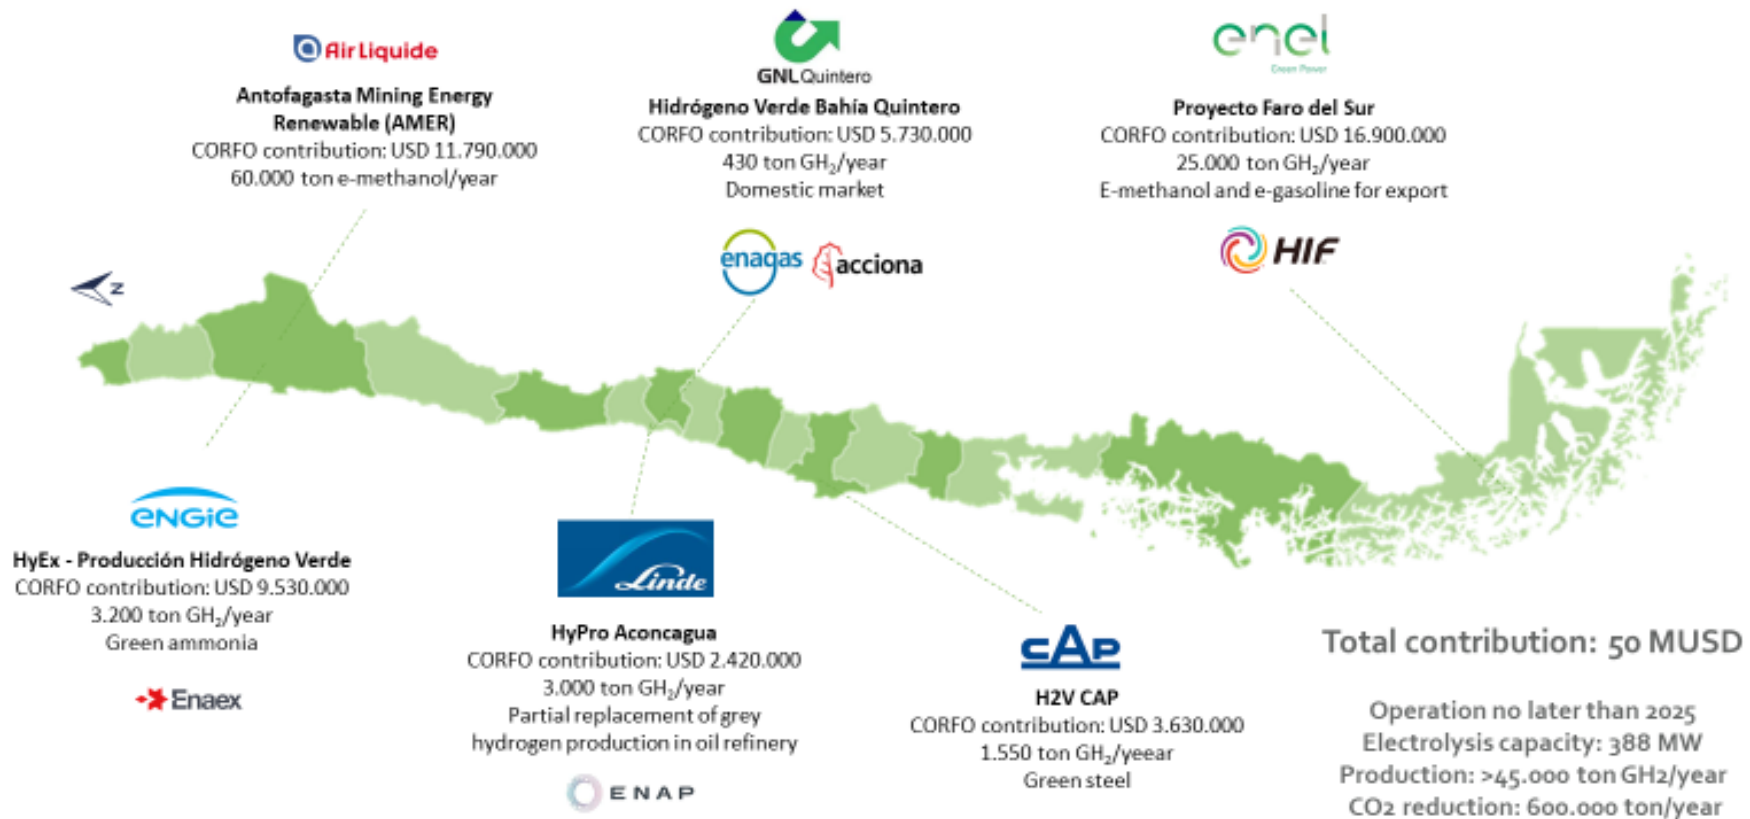 Air Liquide
Antofagasta Mining Energy
Renewable (AMER)
CORFO contribution: USD 11.790.000
60.000 ton e-methanol/year
GNL Quintero
Hidrógeno Verde Bahía Quintero
CORFO contribution: USD 5.730.000
430 ton GH₂/year
Domestic market
enagas
acciona
enel
Green Power
Proyecto Faro del Sur
CORFO contribution: USD 16.900.000
25.000 ton GH₂/year
E-methanol and e-gasoline for export
HIF
N
ENGIE
HyEx - Producción Hidrógeno Verde
CORFO contribution: USD 9.530.000
3.200 ton GH₂/year
Green ammonia
Enaex
Linde
HyPro Aconcagua
CORFO contribution: USD 2.420.000
3.000 ton GH₂/year
Partial replacement of grey
hydrogen production in oil refinery
ENAP
CAP
H2V CAP
CORFO contribution: USD 3.630.000
1.550 ton GH₂/yeear
Green steel
Total contribution: 50 MUSD
Operation no later than 2025
Electrolysis capacity: 388 MW
Production: >45.000 ton GH2/year
CO2 reduction: 600.000 ton/year